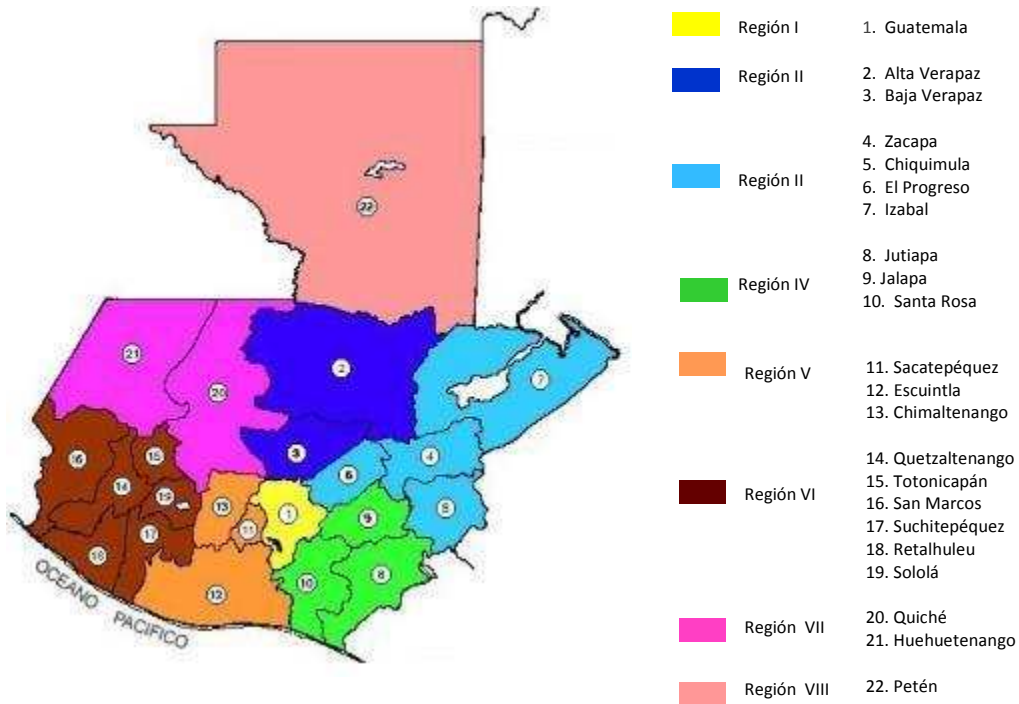 22
21
20
2
7
3
4
6
5
16
15
14
19
13
1
9
11
17
18
12
10
8
OCEANO PACIFICO
Región I
1. Guatemala
Región II
2. Alta Verapaz
3. Baja Verapaz
Región II
4. Zacapa
5. Chiquimula
6. El Progreso
7. Izabal
Región IV
8. Jutiapa
9. Jalapa
10. Santa Rosa
Región V
11. Sacatepéquez
12. Escuintla
13. Chimaltenango
Región VI
14. Quetzaltenango
15. Totonicapán
16. San Marcos
17. Suchitepéquez
18. Retalhuleu
19. Sololá
Región VII
20. Quiché
21. Huehuetenango
Región VIII
22. Petén